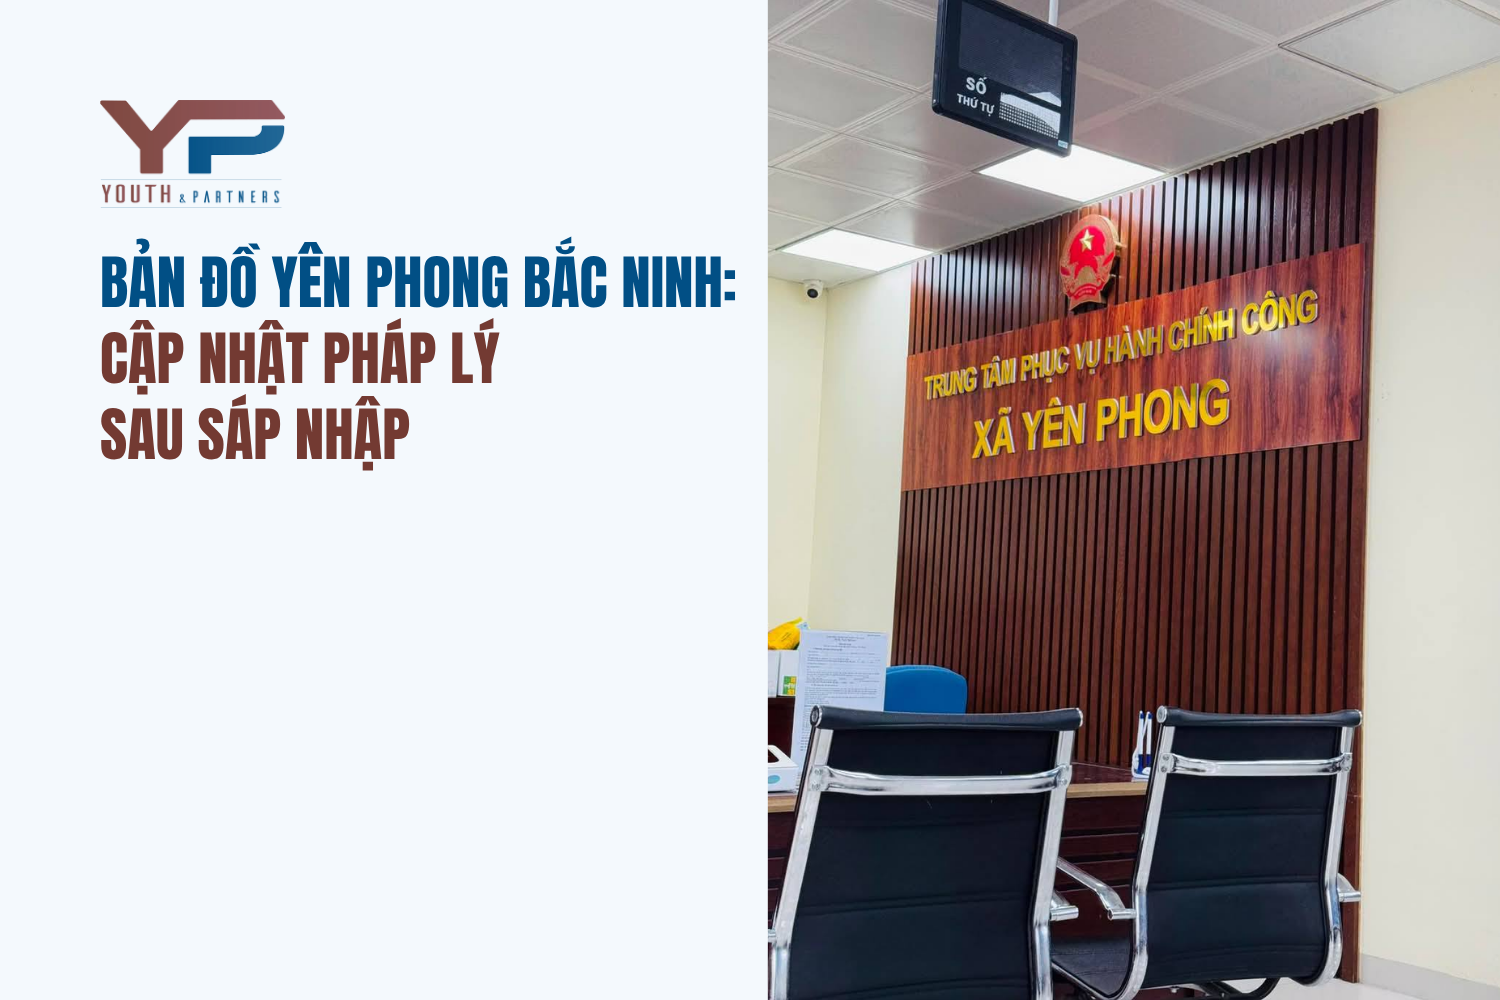 YP
YOUTH & PARTNERS
BẢN ĐỒ YÊN PHONG BẮC NINH:
CẬP NHẬT PHÁP LÝ
SAU SÁP NHẬP
SỐ
THỨ TỰ
TRUNG TÂM PHỤC VỤ HÀNH CHÍNH CÔNG
XÃ YÊN PHONG